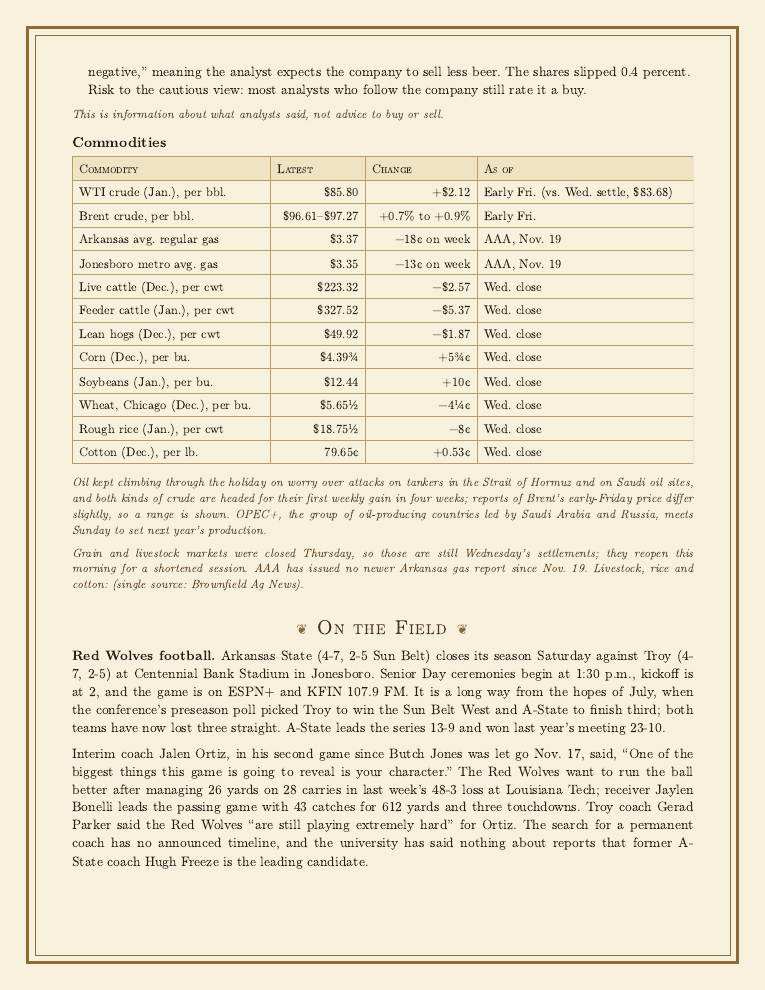 negative,” meaning the analyst expects the company to sell less beer. The shares slipped 0.4 percent.
Risk to the cautious view: most analysts who follow the company still rate it a buy.
This is information about what analysts said, not advice to buy or sell.
Commodities
Commodity Latest Change As of
WTI crude (Jan.), per bbl. $85.80 +$2.12 Early Fri. (vs. Wed. settle, $83.68)
Brent crude, per bbl. $96.61–$97.27 +0.7% to +0.9% Early Fri.
Arkansas avg. regular gas $3.37 −18¢ on week AAA, Nov. 19
Jonesboro metro avg. gas $3.35 −13¢ on week AAA, Nov. 19
Live cattle (Dec.), per cwt $223.32 −$2.57 Wed. close
Feeder cattle (Jan.), per cwt $327.52 −$5.37 Wed. close
Lean hogs (Dec.), per cwt $49.92 −$1.87 Wed. close
Corn (Dec.), per bu. $4.39¾ +5¾¢ Wed. close
Soybeans (Jan.), per bu. $12.44 +10¢ Wed. close
Wheat, Chicago (Dec.), per bu. $5.65½ −4¼¢ Wed. close
Rough rice (Jan.), per cwt $18.75½ −8¢ Wed. close
Cotton (Dec.), per lb. 79.65¢ +0.53¢ Wed. close
Oil kept climbing through the holiday on worry over attacks on tankers in the Strait of Hormuz and on Saudi oil sites,
and both kinds of crude are headed for their first weekly gain in four weeks; reports of Brent’s early-Friday price differ
slightly, so a range is shown. OPEC+, the group of oil-producing countries led by Saudi Arabia and Russia, meets
Sunday to set next year’s production.
Grain and livestock markets were closed Thursday, so those are still Wednesday’s settlements; they reopen this
morning for a shortened session. AAA has issued no newer Arkansas gas report since Nov. 19. Livestock, rice and
cotton: (single source: Brownfield Ag News).
❦ On the Field ❦
Red Wolves football. Arkansas State (4-7, 2-5 Sun Belt) closes its season Saturday against Troy (4-
7, 2-5) at Centennial Bank Stadium in Jonesboro. Senior Day ceremonies begin at 1:30 p.m., kickoff is
at 2, and the game is on ESPN+ and KFIN 107.9 FM. It is a long way from the hopes of July, when
the conference’s preseason poll picked Troy to win the Sun Belt West and A-State to finish third; both
teams have now lost three straight. A-State leads the series 13-9 and won last year’s meeting 23-10.
Interim coach Jalen Ortiz, in his second game since Butch Jones was let go Nov. 17, said, “One of the
biggest things this game is going to reveal is your character.” The Red Wolves want to run the ball
better after managing 26 yards on 28 carries in last week’s 48-3 loss at Louisiana Tech; receiver Jaylen
Bonelli leads the passing game with 43 catches for 612 yards and three touchdowns. Troy coach Gerad
Parker said the Red Wolves “are still playing extremely hard” for Ortiz. The search for a permanent
coach has no announced timeline, and the university has said nothing about reports that former A-
State coach Hugh Freeze is the leading candidate.